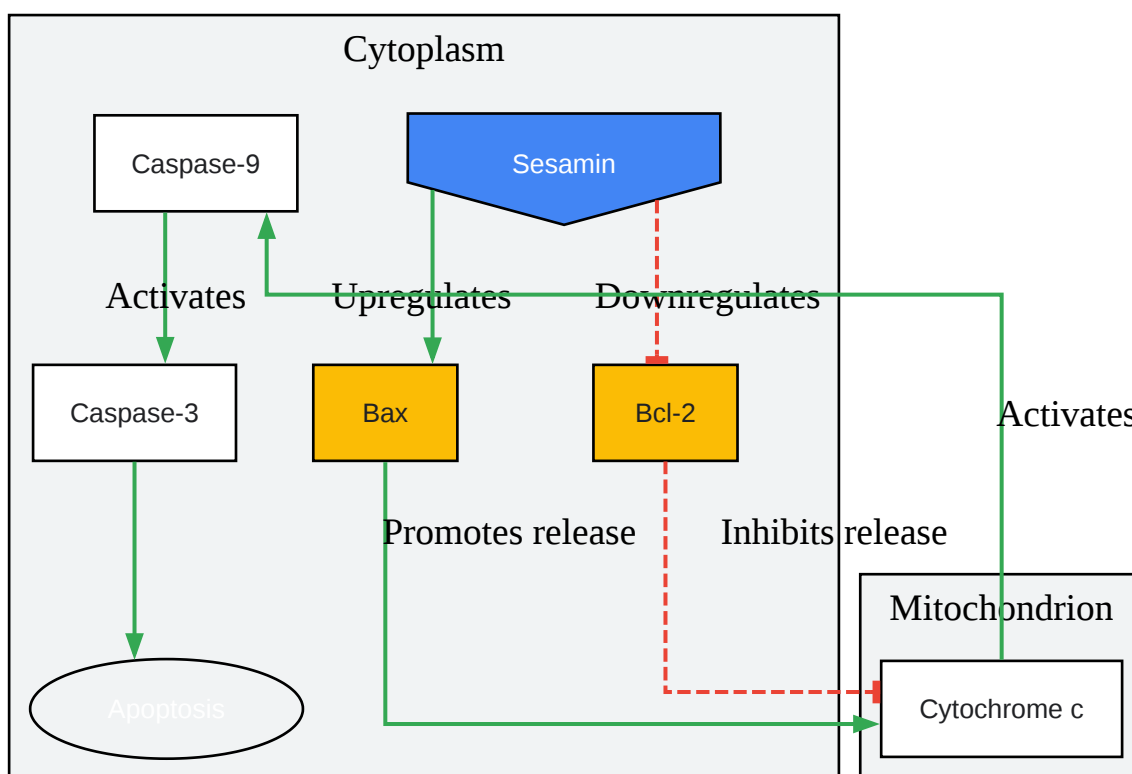 Cytoplasm
Caspase-9
Sesamin
Activates
Upregulates
Downregulates
Caspase-3
Bax
Bcl-2
Activates
Promotes release
Inhibits release
Mitochondrion
Apoptosis
Cytochrome c